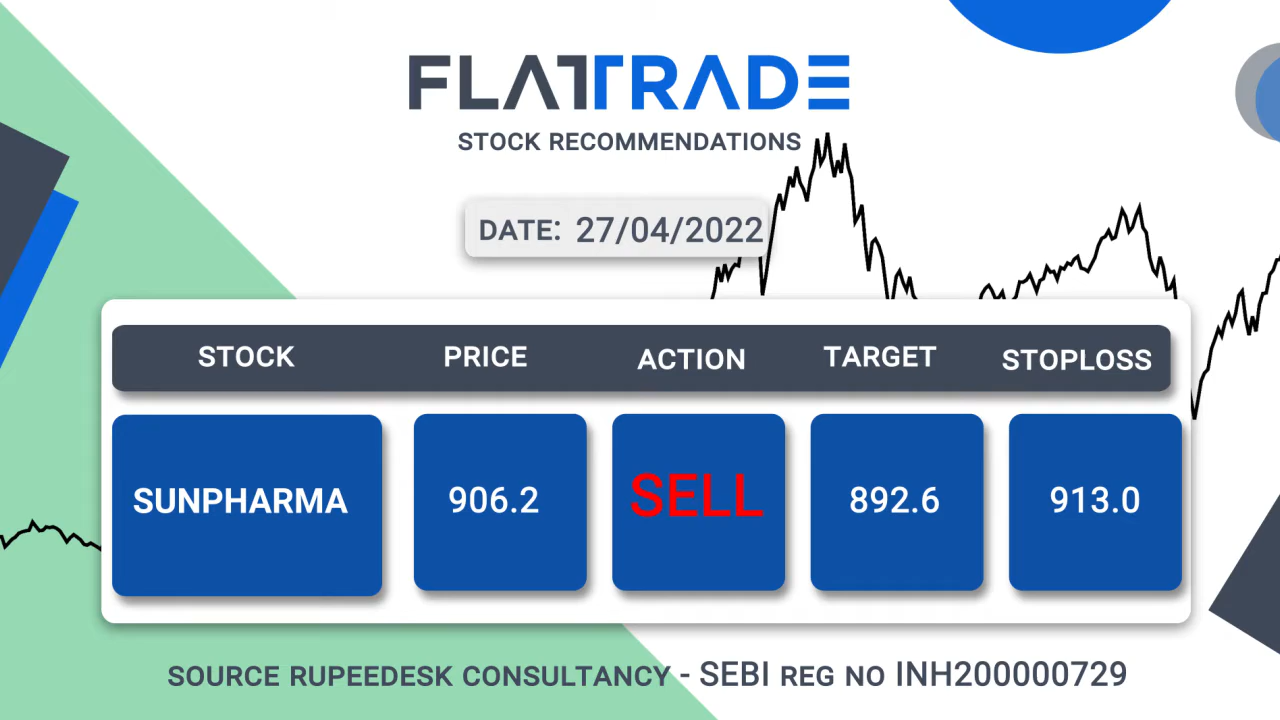 FLATTRADE
STOCK RECOMMENDATIONS
DATE: 27/04/2022
STOCK PRICE ACTION TARGET STOPLOSS
SUNPHARMA 906.2 SELL 892.6 913.0
SOURCE RUPEEDESK CONSULTANCY - SEBI REG NO INH200000729